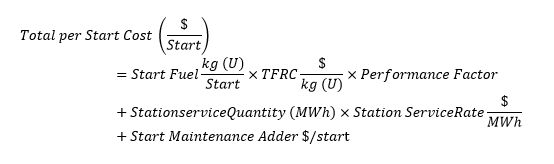 Total per Start Cost ($/Start)
= Start Fuel kg (U)/Start × TFRC $/kg (U) × Performance Factor
+ StationserviceQuantity (MWh) × Station ServiceRate $/MWh
+ Start Maintenance Adder $/start